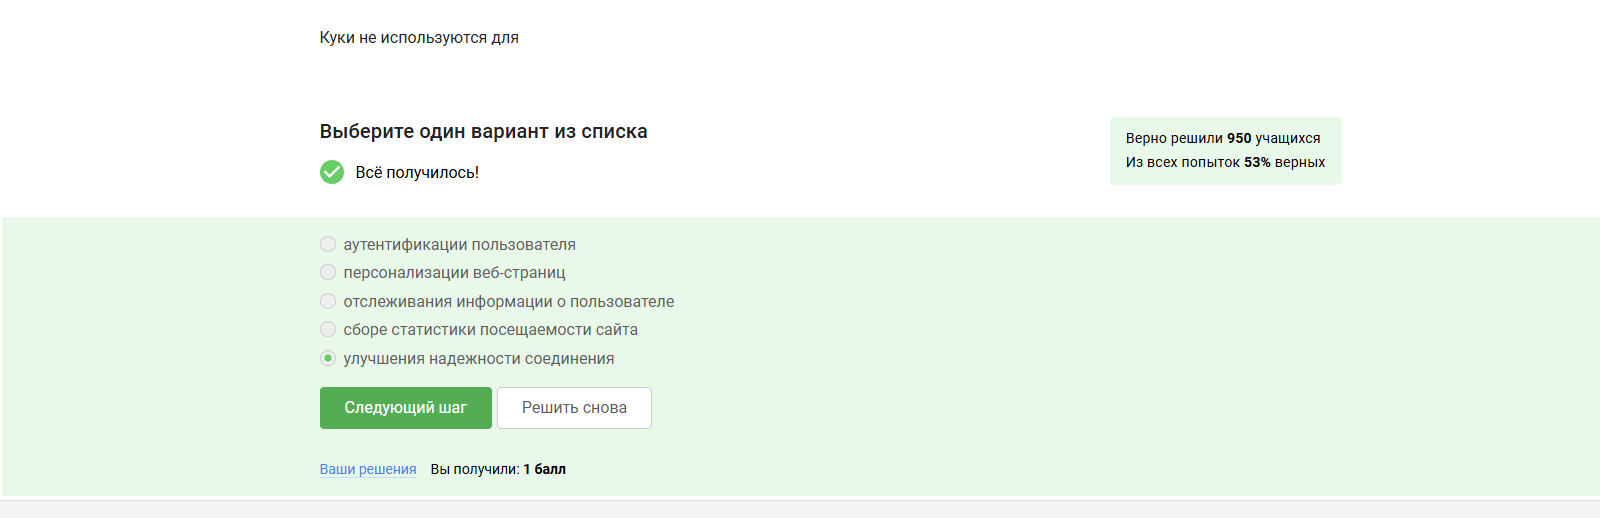 Куки не используются для
Выберите один вариант из списка
Всё получилось!
Верно решили 950 учащихся
Из всех попыток 53% верных
аутентификации пользователя
персонализации веб-страниц
отслеживания информации о пользователе
сборе статистики посещаемости сайта
улучшения надежности соединения
Следующий шаг
Решить снова
Ваши решения Вы получили: 1 балл